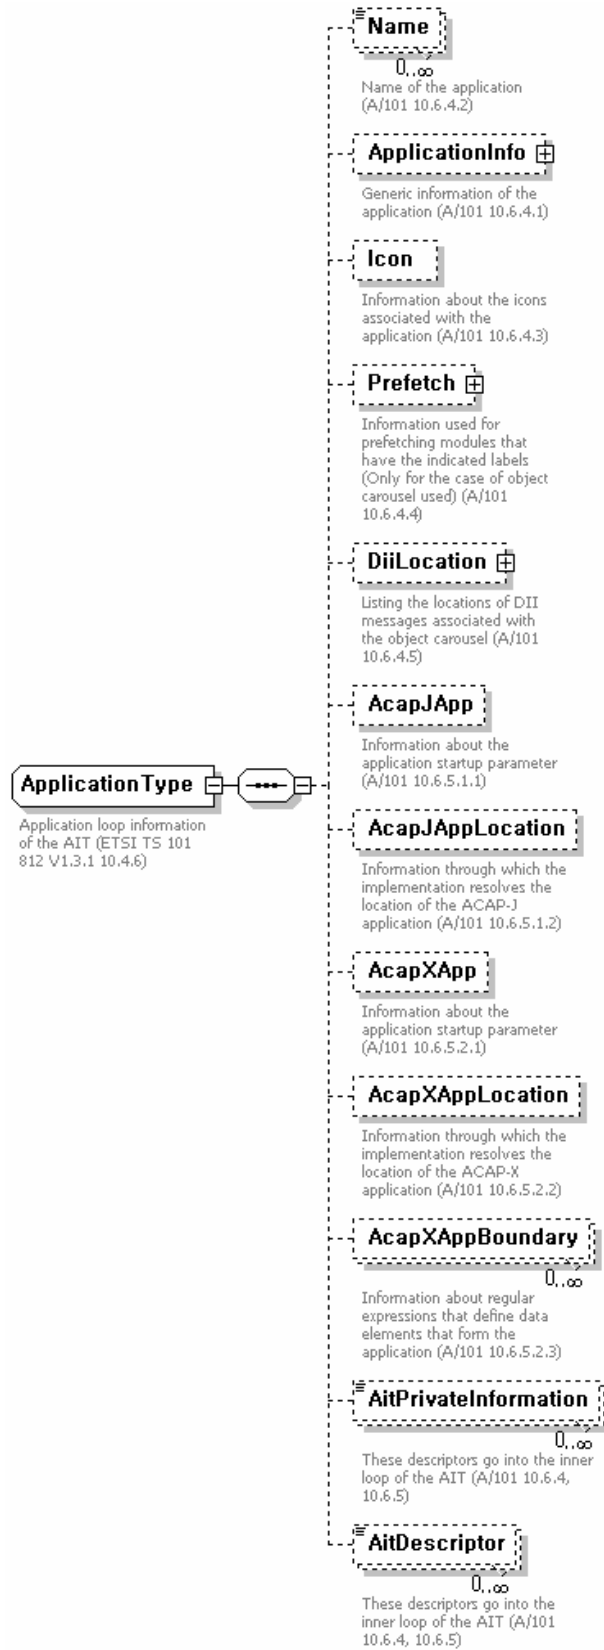 Name
0..∞
Name of the application
(A/101 10.6.4.2)
ApplicationInfo
Generic information of the
application (A/101 10.6.4.1)
Icon
Information about the icons
associated with the
application (A/101 10.6.4.3)
Prefetch
Information used for
prefetching modules that
have the indicated labels
(Only for the case of object
carousel used) (A/101
10.6.4.4)
DiiLocation
Listing the locations of DII
messages associated with
the object carousel (A/101
10.6.4.5)
AcapJApp
Information about the
application startup parameter
(A/101 10.6.5.1.1)
ApplicationType
Application loop information
of the AIT (ETSI TS 101
812 V1.3.1 10.4.6)
AcapJAppLocation
Information through which the
implementation resolves the
location of the ACAP-J
application (A/101 10.6.5.1.2)
AcapXApp
Information about the
application startup parameter
(A/101 10.6.5.2.1)
AcapXAppLocation
Information through which the
implementation resolves the
location of the ACAP-X
application (A/101 10.6.5.2.2)
AcapXAppBoundary
0..∞
Information about regular
expressions that define data
elements that form the
application (A/101 10.6.5.2.3)
AitPrivateInformation
0..∞
These descriptors go into the inner
loop of the AIT (A/101 10.6.4,
10.6.5)
AitDescriptor
0..∞
These descriptors go into the
inner loop of the AIT (A/101
10.6.4, 10.6.5)